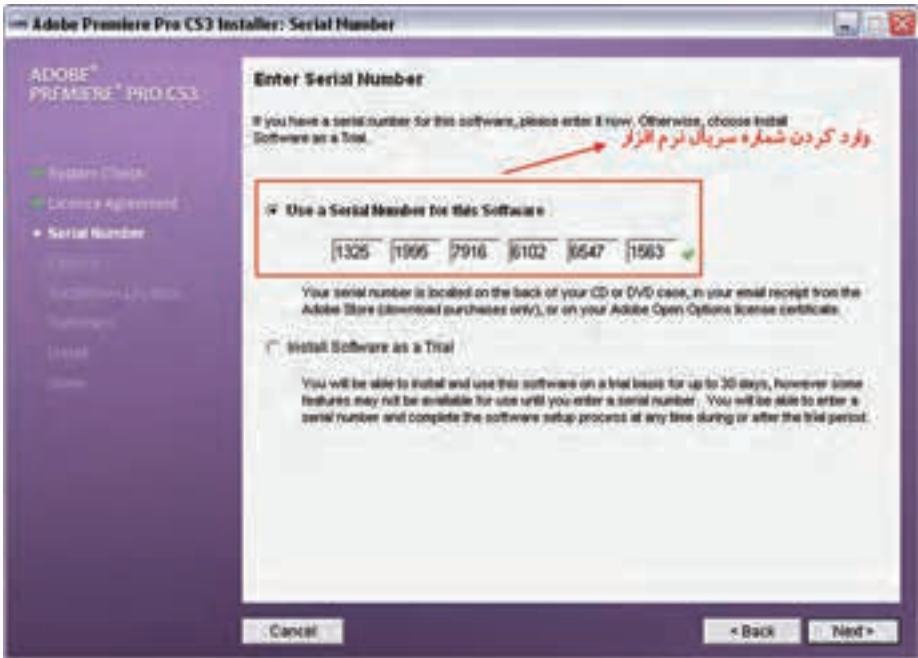 Adobe Premiere Pro CS3 Installer: Serial Number
ADOBE®
PREMIERE® PRO CS3
System Check
License Agreement
Serial Number
Enter Serial Number
If you have a serial number for this software, please enter it now. Otherwise, choose Install
Software as a Trial.
وارد کردن شماره سریال نرم افزار
Use a Serial Number for this Software
1325 1995 7916 6102 6547 1563
Your serial number is located on the back of your CD or DVD case, in your email receipt from the
Adobe Store (download purchases only), or on your Adobe Open Options license certificate.
Install Software as a Trial
You will be able to install and use this software on a trial basis for up to 30 days, however some
features may not be available for use until you enter a serial number. You will be able to enter a
serial number and complete the software setup process at any time during or after the trial period.
Cancel
< Back
Next >